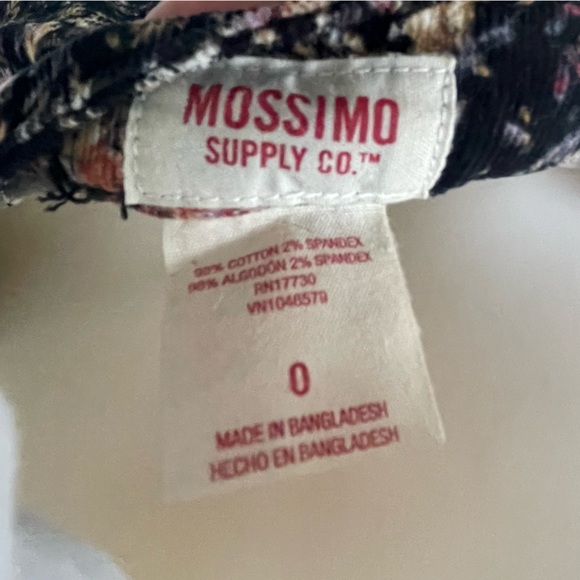 MOSSIMO
SUPPLY CO.™
98% COTTON 2% SPANDEX
98% ALGODÓN 2% SPANDEX
RN17730
VN1046579
0
MADE IN BANGLADESH
HECHO EN BANGLADESH